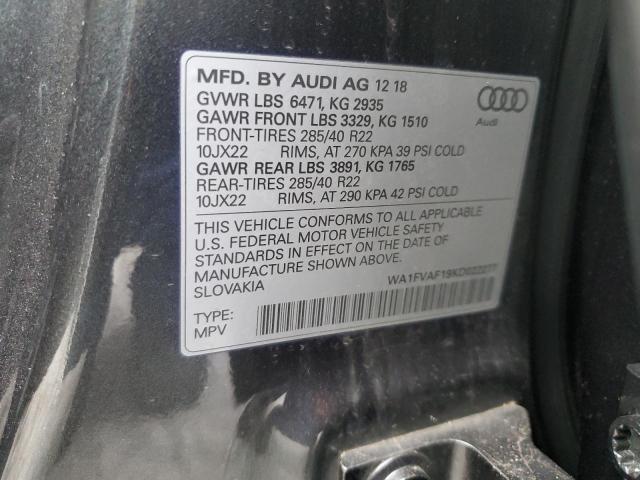 MFD. BY AUDI AG 12 18
GVWR LBS 6471, KG 2935
GAWR FRONT LBS 3329, KG 1510
FRONT-TIRES 285/40 R22
10JX22 RIMS, AT 270 KPA 39 PSI COLD
GAWR REAR LBS 3891, KG 1765
REAR-TIRES 285/40 R22
10JX22 RIMS, AT 290 KPA 42 PSI COLD
Audi
THIS VEHICLE CONFORMS TO ALL APPLICABLE
U.S. FEDERAL MOTOR VEHICLE SAFETY
STANDARDS IN EFFECT ON THE DATE OF
MANUFACTURE SHOWN ABOVE.
SLOVAKIA
WA1FVAF19KD022277
TYPE:
MPV